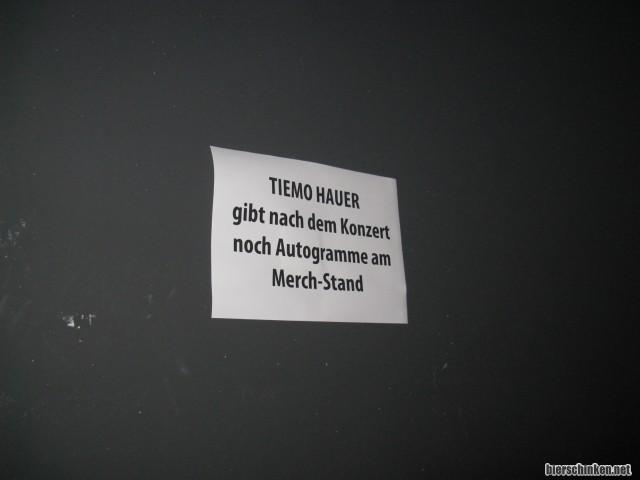 TIEMO HAUER
gibt nach dem Konzert
noch Autogramme am
Merch-Stand
bierschinken.net